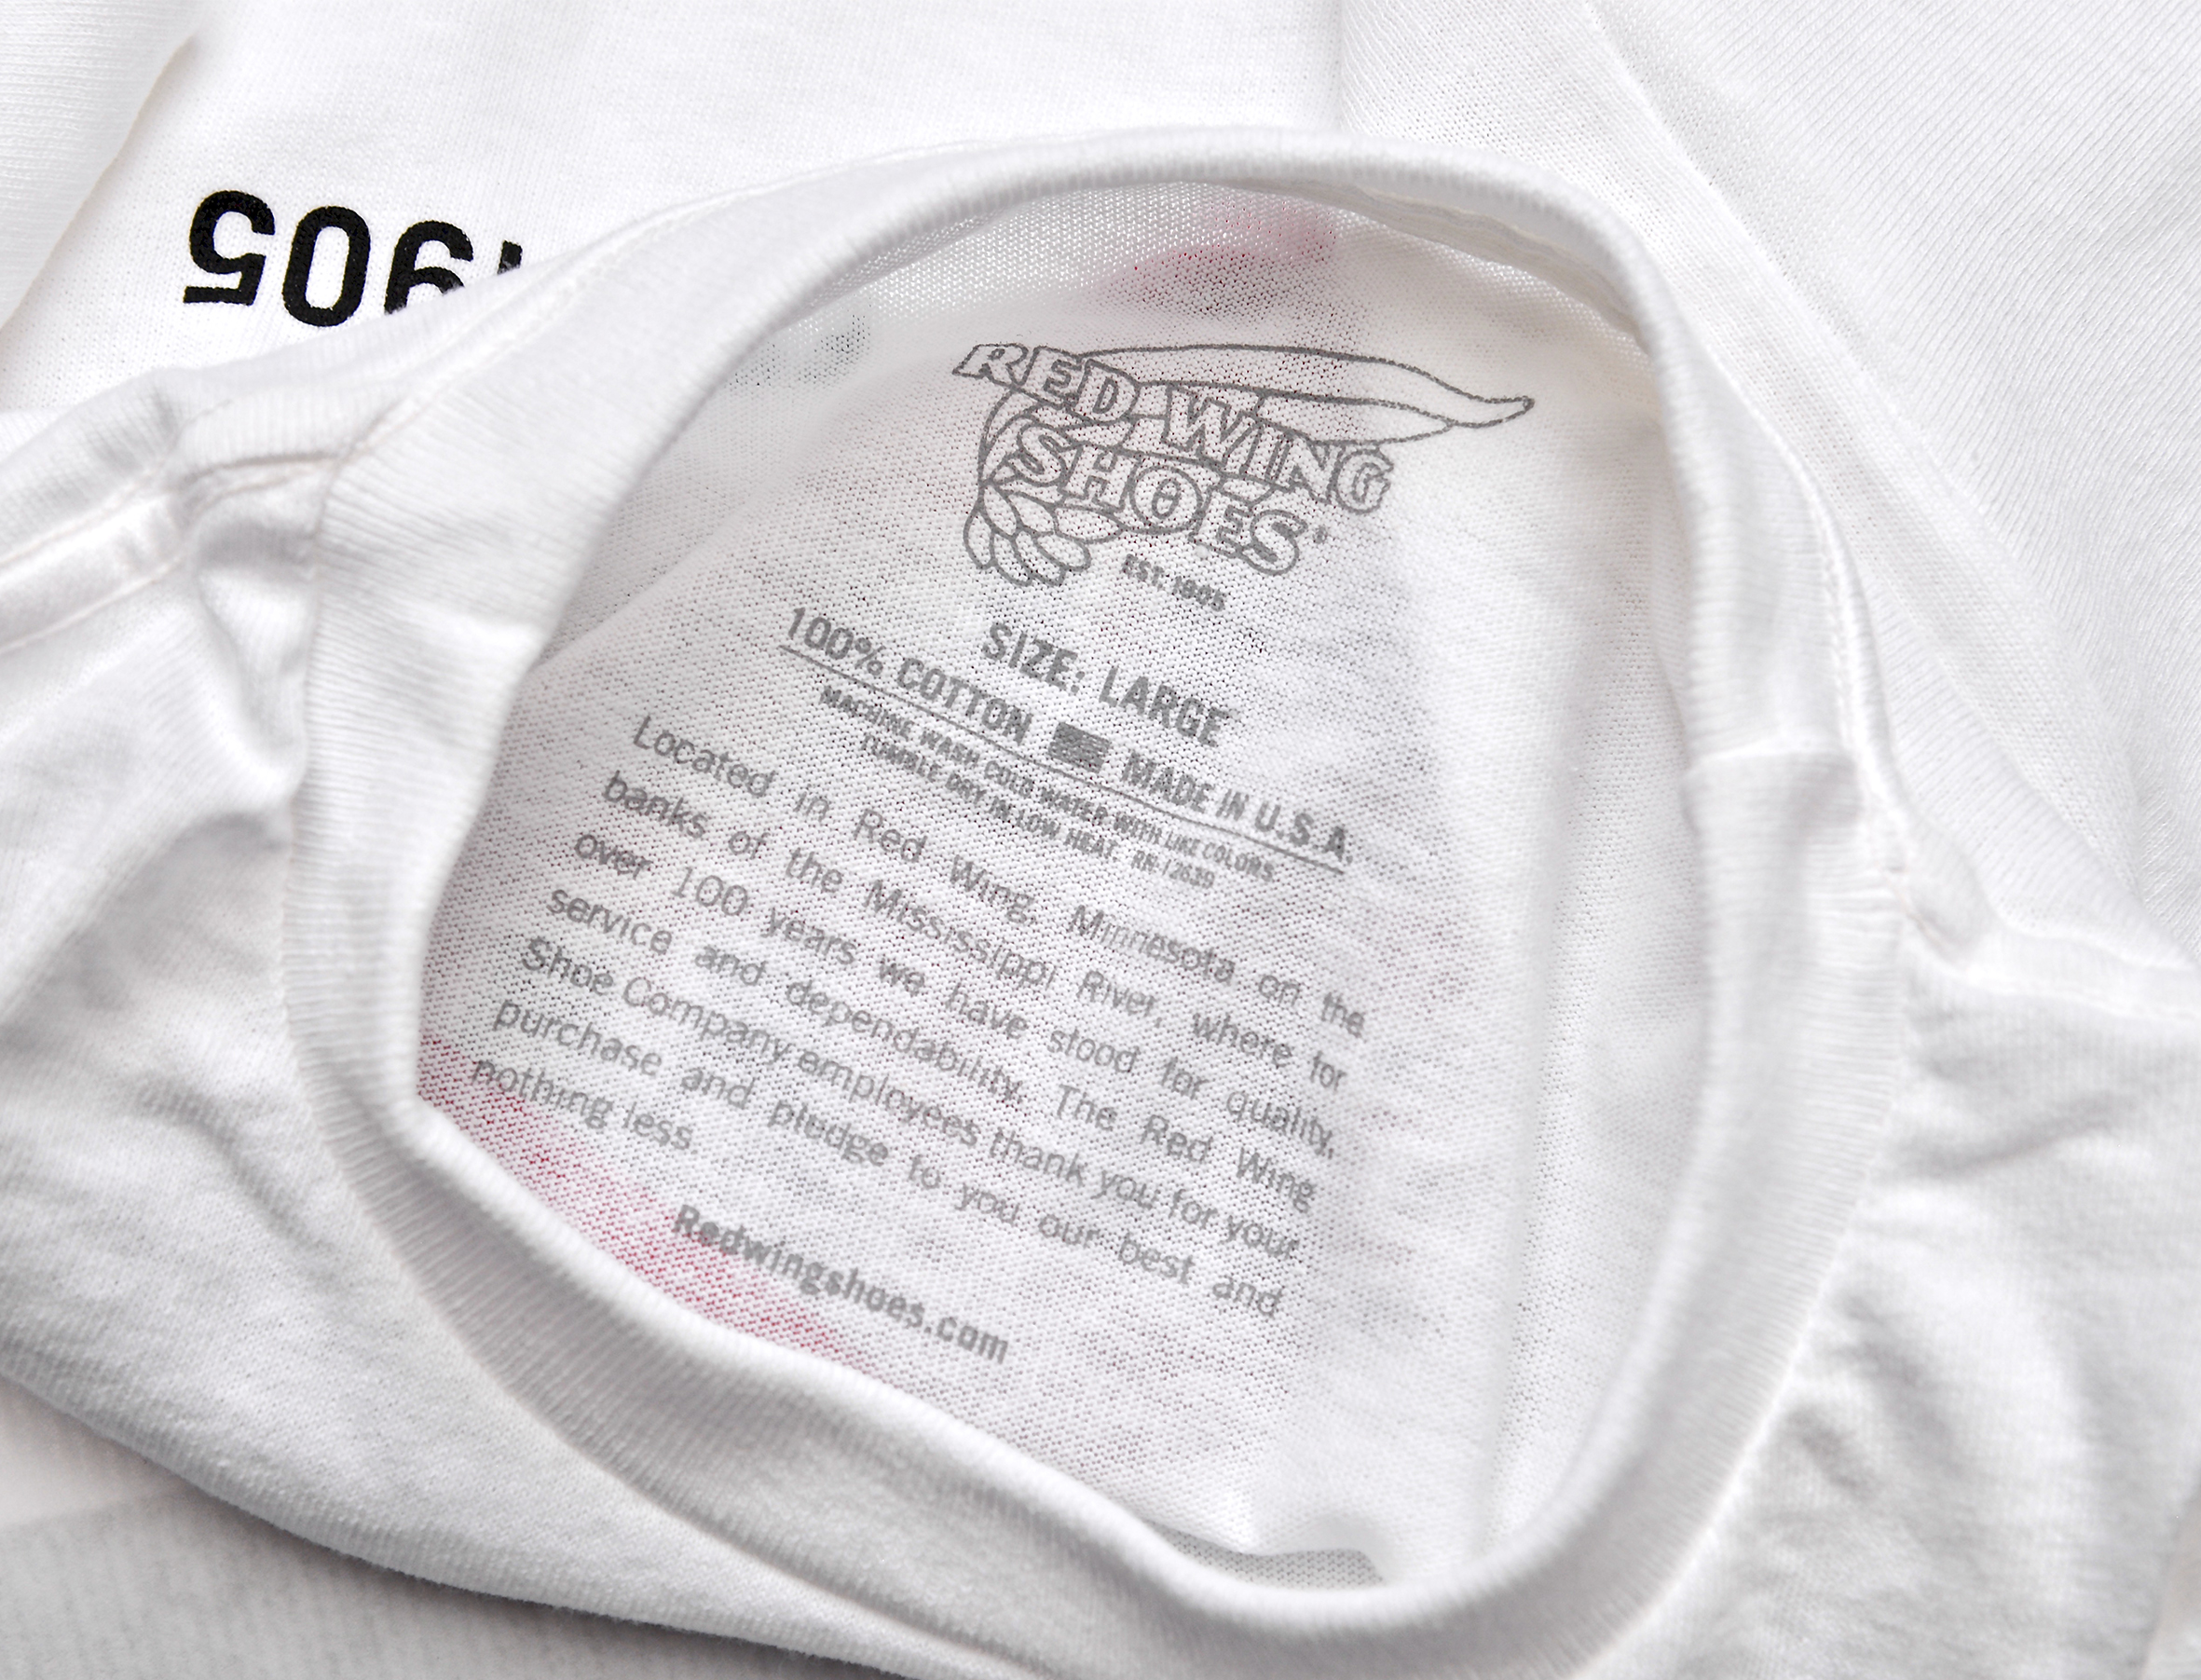 1905
RED WING
SHOES
EST. 1905
SIZE: LARGE
100% COTTON MADE IN U.S.A.
MACHINE WASH COLD WATER WITH LIKE COLORS.
TUMBLE DRY IN LOW HEAT. RN 12639
Located in Red Wing, Minnesota on the
banks of the Mississippi River, where for
over 100 years we have stood for quality,
service and dependability. The Red Wing
Shoe Company employees thank you for your
purchase and pledge to you our best and
nothing less.
Redwingshoes.com